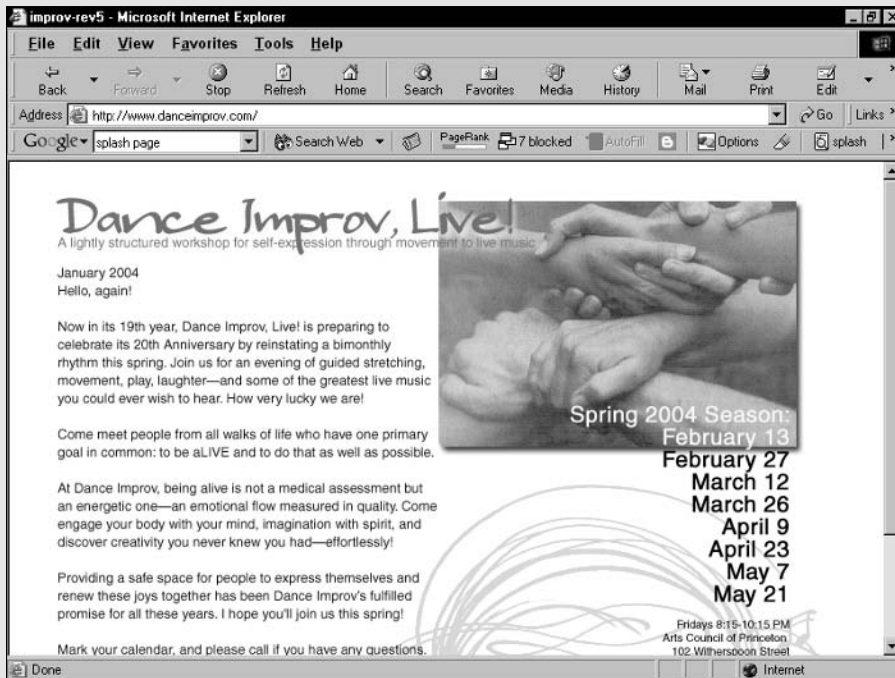 improv-rev5 - Microsoft Internet Explorer
File Edit View Favorites Tools Help
Back Forward Stop Refresh Home Search Favorites Media History Mail Print Edit
Address http://www.danceimprov.com/ Go Links
Google splash page Search Web PageRank 7 blocked AutoFill Options splash
Dance Improv, Live!
A lightly structured workshop for self-expression through movement to live music
January 2004
Hello, again!
Now in its 19th year, Dance Improv, Live! is preparing to
celebrate its 20th Anniversary by reinstating a bimonthly
rhythm this spring. Join us for an evening of guided stretching,
movement, play, laughter—and some of the greatest live music
you could ever wish to hear. How very lucky we are!
Come meet people from all walks of life who have one primary
goal in common: to be aLIVE and to do that as well as possible.
At Dance Improv, being alive is not a medical assessment but
an energetic one—an emotional flow measured in quality. Come
engage your body with your mind, imagination with spirit, and
discover creativity you never knew you had—effortlessly!
Providing a safe space for people to express themselves and
renew these joys together has been Dance Improv's fulfilled
promise for all these years. I hope you'll join us this spring!
Mark your calendar, and please call if you have any questions.
Spring 2004 Season:
February 13
February 27
March 12
March 26
April 9
April 23
May 7
May 21
Fridays 8:15-10:15 PM
Arts Council of Princeton
102 Witherspoon Street
Done Internet